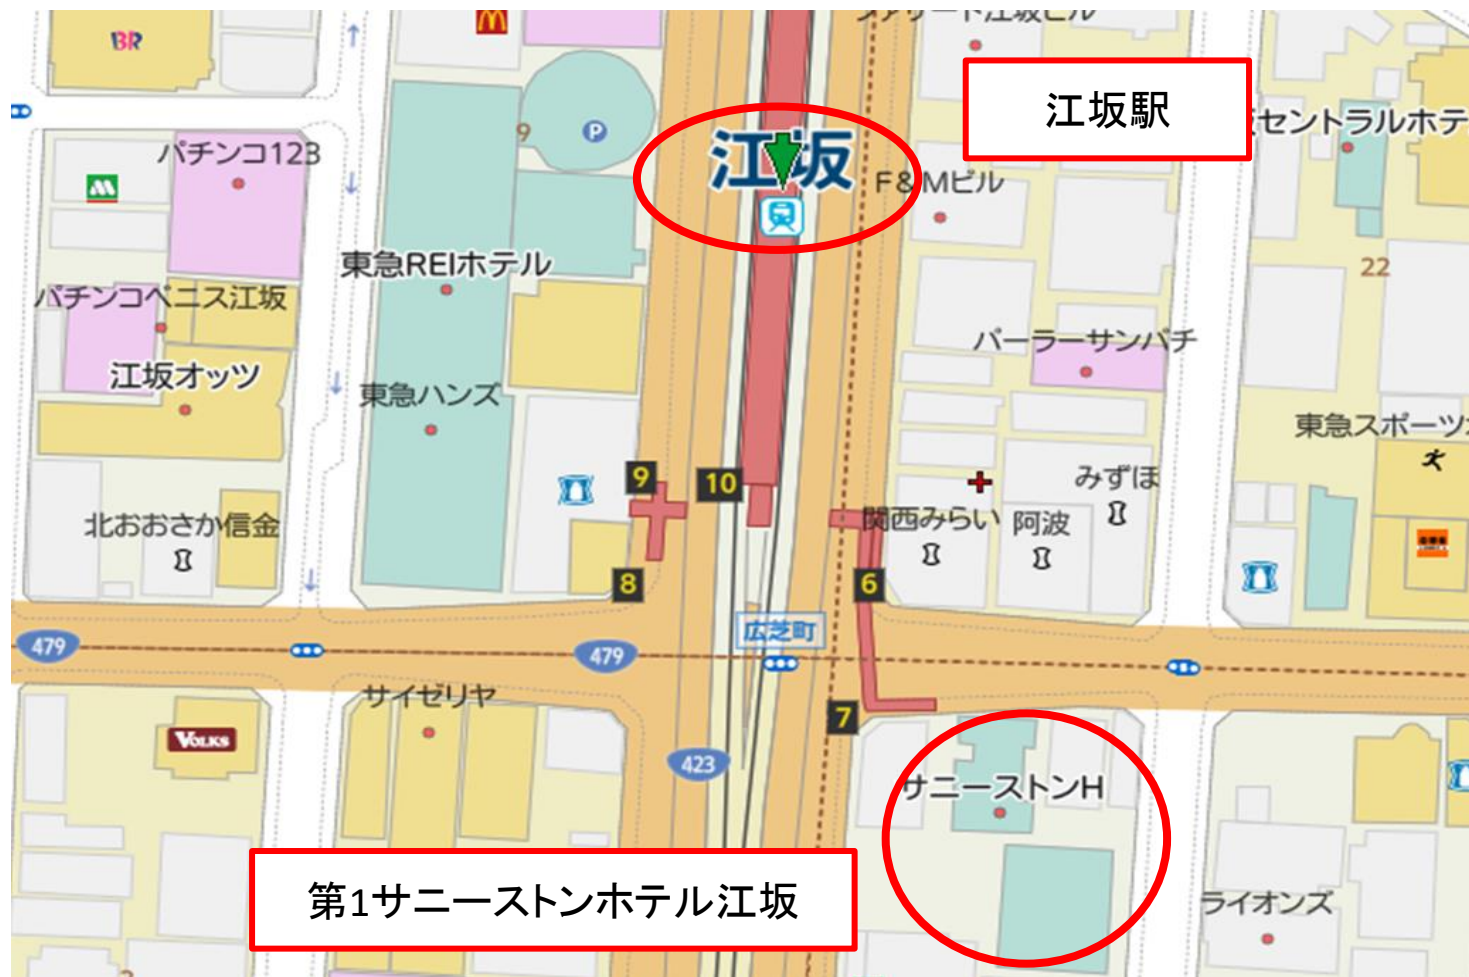 BR
江坂駅
9
P
江坂
セントラルホテ
パチンコ123
F&Mビル
東急REIホテル
22
パチンコベニス江坂
パーラーサンパチ
江坂オッツ
東急ハンズ
東急スポーツ
9
10
みずほ
北おおさか信金
関西みらい
阿波
8
6
広芝町
479
479
サイゼリヤ
7
VOLKS
423
サニーストンH
第1サニーストンホテル江坂
ライオンズ